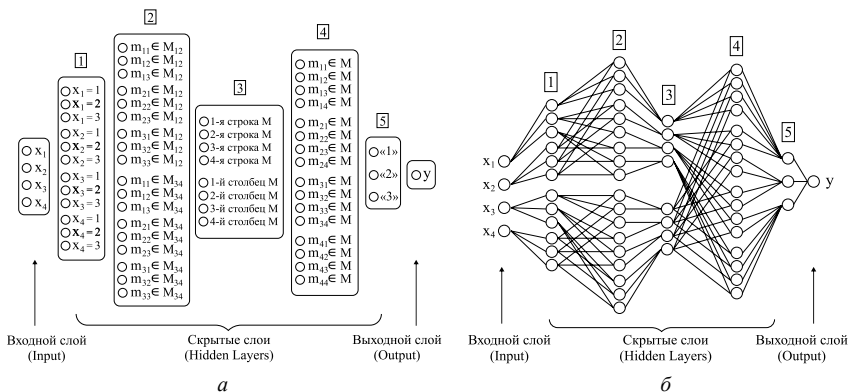 x1
x2
x3
x4
1
x1 = 1
x1 = 2
x1 = 3
x2 = 1
x2 = 2
x2 = 3
x3 = 1
x3 = 2
x3 = 3
x4 = 1
x4 = 2
x4 = 3
2
m11 ∈ M12
m12 ∈ M12
m13 ∈ M12
m21 ∈ M12
m22 ∈ M12
m23 ∈ M12
m31 ∈ M12
m32 ∈ M12
m33 ∈ M12
m11 ∈ M34
m12 ∈ M34
m13 ∈ M34
m21 ∈ M34
m22 ∈ M34
m23 ∈ M34
m31 ∈ M34
m32 ∈ M34
m33 ∈ M34
3
1-я строка M
2-я строка M
3-я строка M
4-я строка M
1-й столбец M
2-й столбец M
3-й столбец M
4-й столбец M
4
m11 ∈ M
m12 ∈ M
m13 ∈ M
m14 ∈ M
m21 ∈ M
m22 ∈ M
m23 ∈ M
m24 ∈ M
m31 ∈ M
m32 ∈ M
m33 ∈ M
m34 ∈ M
m41 ∈ M
m42 ∈ M
m43 ∈ M
m44 ∈ M
5
«1»
«2»
«3»
y
Входной слой
(Input)
Скрытые слои
(Hidden Layers)
Выходной слой
(Output)
а
x1
x2
x3
x4
1
2
3
4
5
y
Входной слой
(Input)
Скрытые слои
(Hidden Layers)
Выходной слой
(Output)
б